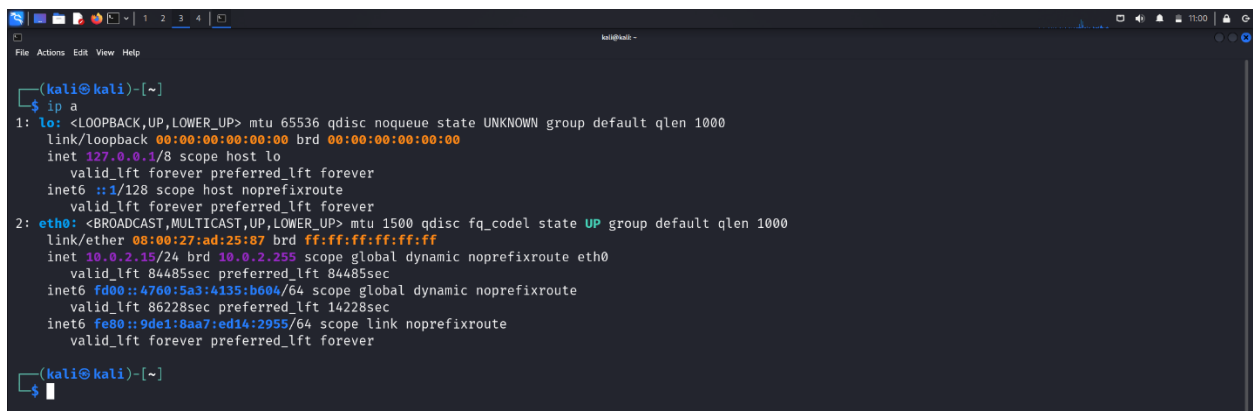 1 2 3 4 11:00
kali@kali: ~
File Actions Edit View Help
┌──(kali㉿kali)-[~]
└─$ ip a
1: lo: <LOOPBACK,UP,LOWER_UP> mtu 65536 qdisc noqueue state UNKNOWN group default qlen 1000
    link/loopback 00:00:00:00:00:00 brd 00:00:00:00:00:00
    inet 127.0.0.1/8 scope host lo
       valid_lft forever preferred_lft forever
    inet6 ::1/128 scope host noprefixroute
       valid_lft forever preferred_lft forever
2: eth0: <BROADCAST,MULTICAST,UP,LOWER_UP> mtu 1500 qdisc fq_codel state UP group default qlen 1000
    link/ether 08:00:27:ad:25:87 brd ff:ff:ff:ff:ff:ff
    inet 10.0.2.15/24 brd 10.0.2.255 scope global dynamic noprefixroute eth0
       valid_lft 84485sec preferred_lft 84485sec
    inet6 fd00::4760:5a3:4135:b604/64 scope global dynamic noprefixroute
       valid_lft 86228sec preferred_lft 14228sec
    inet6 fe80::9de1:8aa7:ed14:2955/64 scope link noprefixroute
       valid_lft forever preferred_lft forever
┌──(kali㉿kali)-[~]
└─$